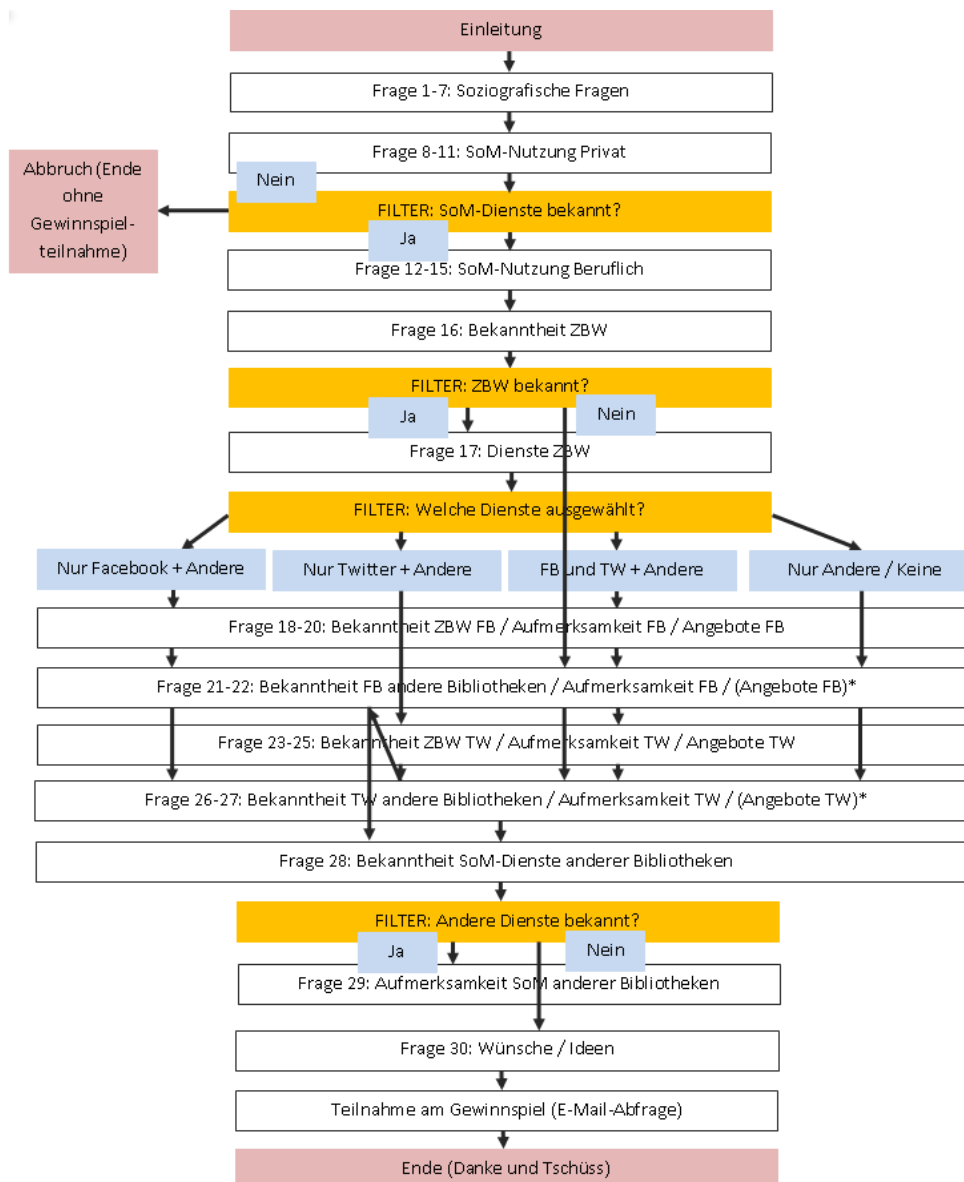 Einleitung
Frage 1-7: Soziografische Fragen
Frage 8-11: SoM-Nutzung Privat
Abbruch (Ende
ohne
Gewinnspiel-
teilnahme)
Nein
FILTER: SoM-Dienste bekannt?
Ja
Frage 12-15: SoM-Nutzung Beruflich
Frage 16: Bekanntheit ZBW
FILTER: ZBW bekannt?
Ja
Nein
Frage 17: Dienste ZBW
FILTER: Welche Dienste ausgewählt?
Nur Facebook + Andere
Nur Twitter + Andere
FB und TW + Andere
Nur Andere / Keine
Frage 18-20: Bekanntheit ZBW FB / Aufmerksamkeit FB / Angebote FB
Frage 21-22: Bekanntheit FB andere Bibliotheken / Aufmerksamkeit FB / (Angebote FB)*
Frage 23-25: Bekanntheit ZBW TW / Aufmerksamkeit TW / Angebote TW
Frage 26-27: Bekanntheit TW andere Bibliotheken / Aufmerksamkeit TW / (Angebote TW)*
Frage 28: Bekanntheit SoM-Dienste anderer Bibliotheken
FILTER: Andere Dienste bekannt?
Ja
Nein
Frage 29: Aufmerksamkeit SoM anderer Bibliotheken
Frage 30: Wünsche / Ideen
Teilnahme am Gewinnspiel (E-Mail-Abfrage)
Ende (Danke und Tschüss)